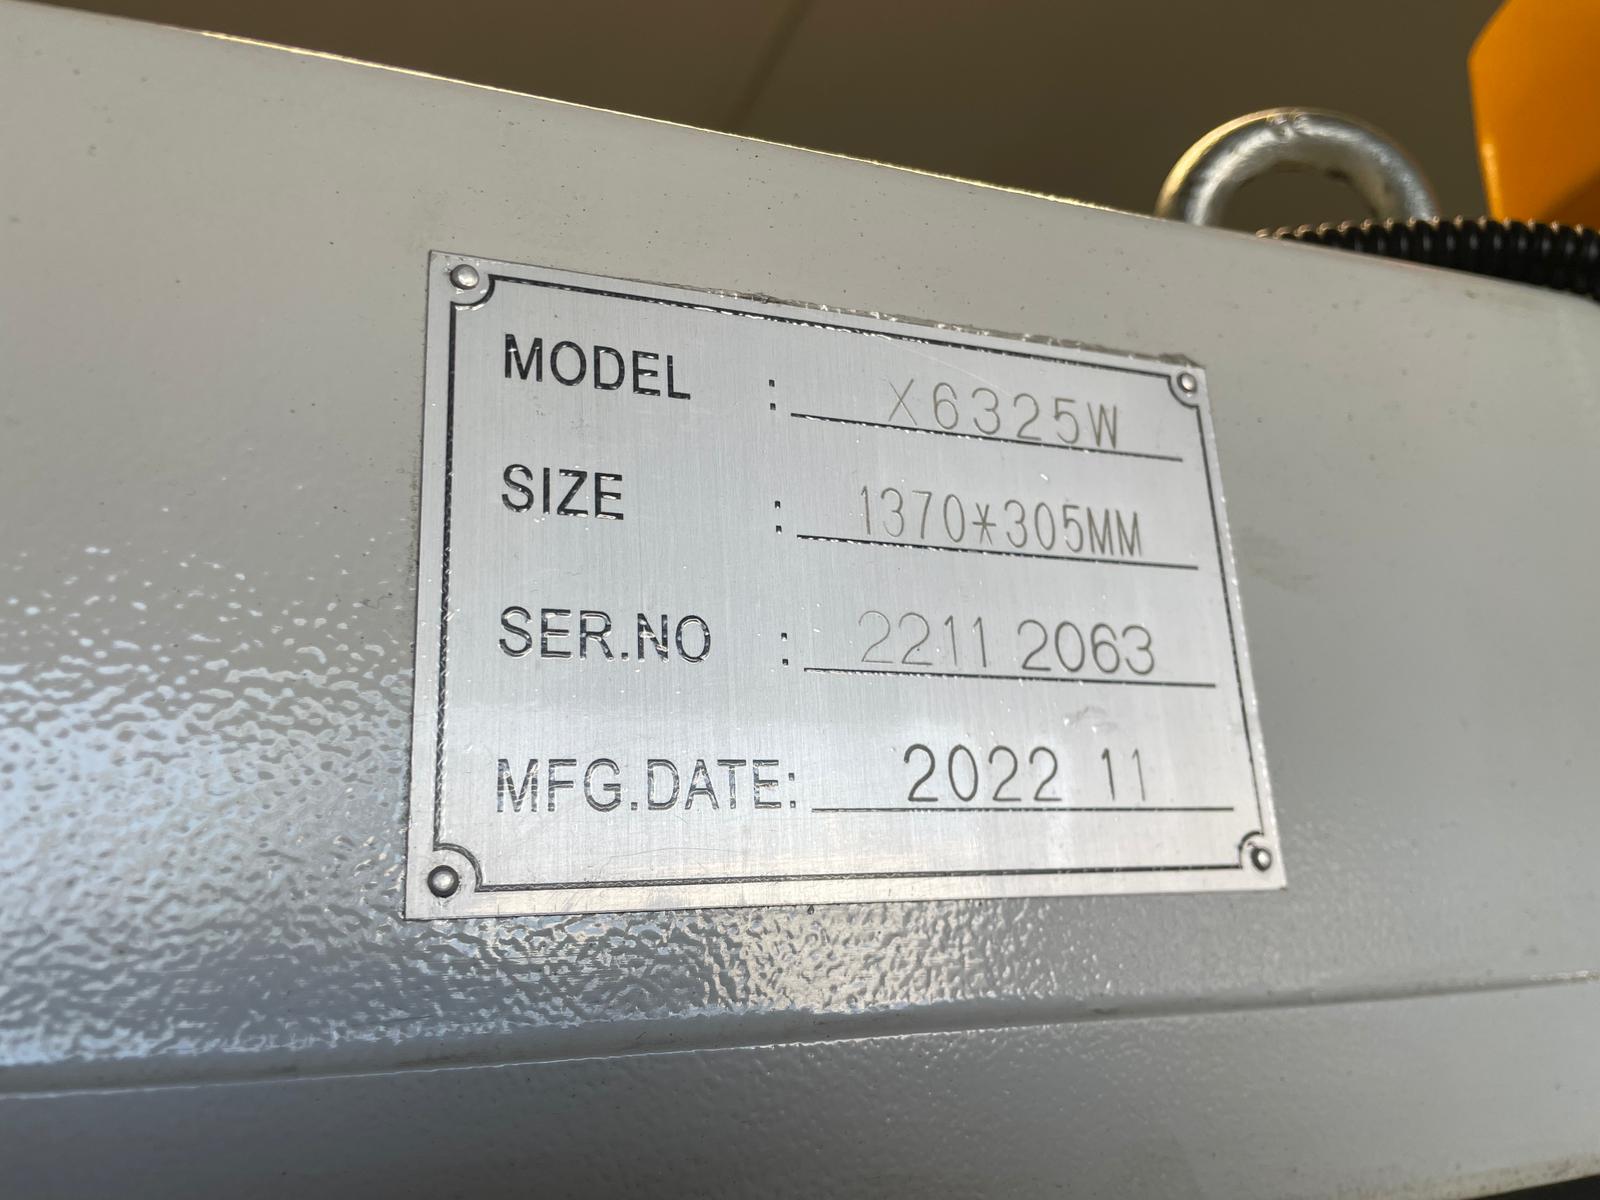 MODEL : X6325W
SIZE : 1370*305MM
SER.NO : 2211 2063
MFG.DATE: 2022 11